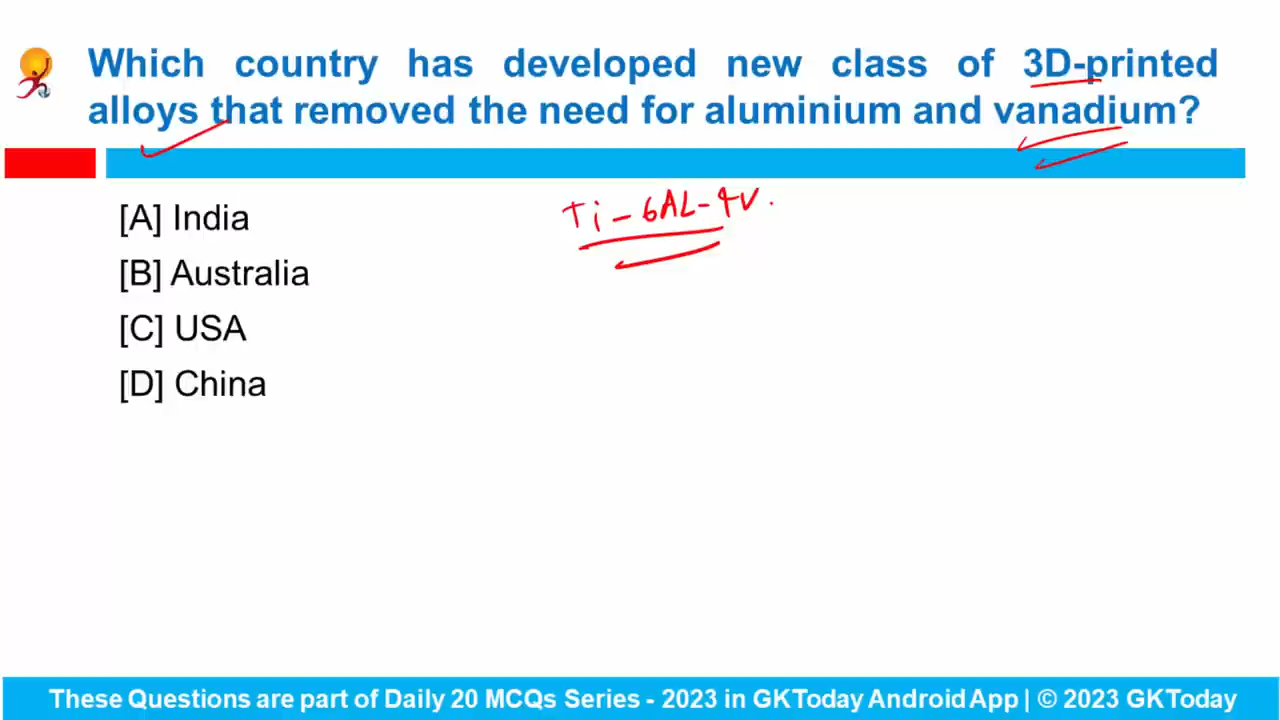 Which country has developed new class of 3D-printed
alloys that removed the need for aluminium and vanadium?
[A] India
Ti-6AL-4V.
[B] Australia
[C] USA
[D] China
These Questions are part of Daily 20 MCQs Series - 2023 in GKToday Android App | © 2023 GKToday